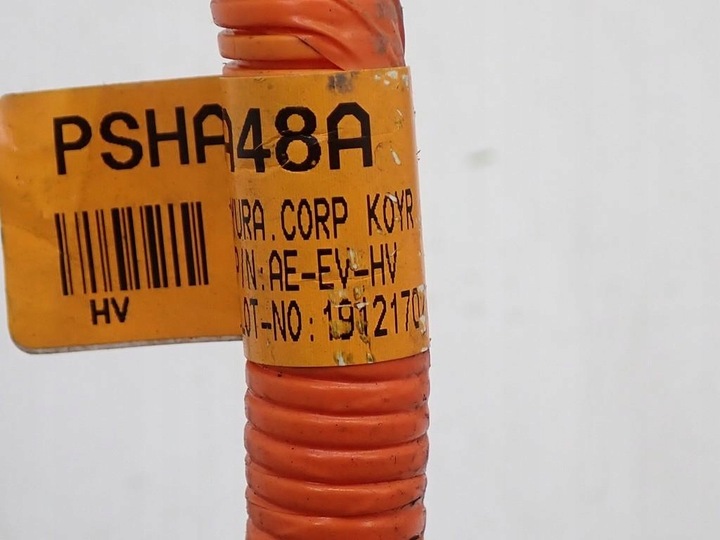 PSHA48A
URA.CORP KOYR
P/N:AE-EV-HV
LOT-NO:1912170
HV